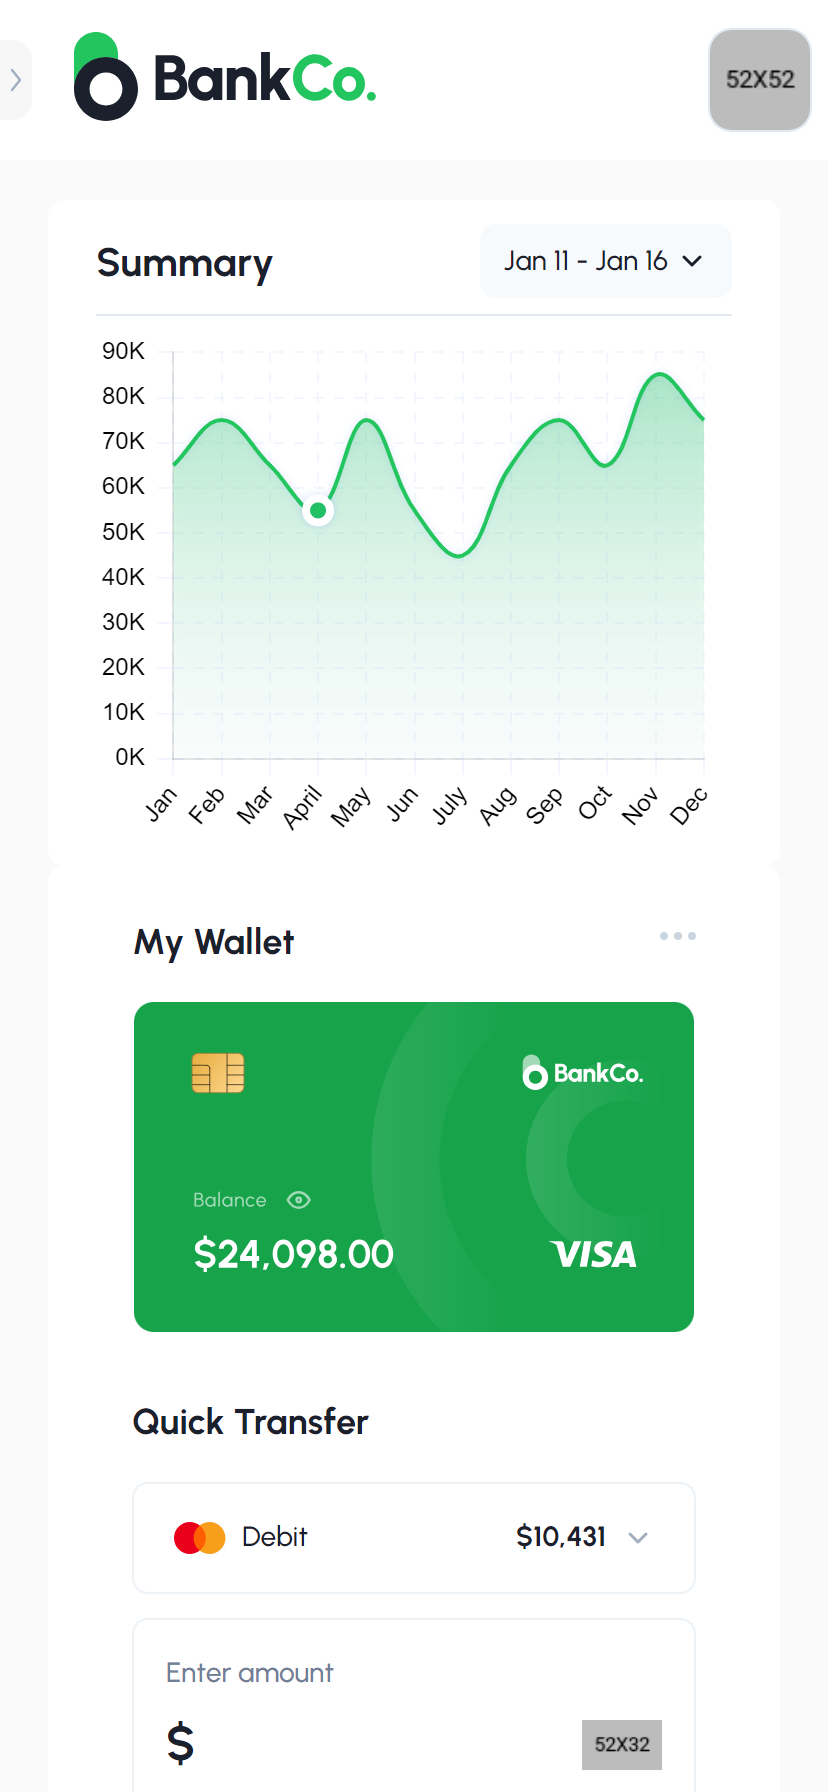 BankCo.
52X52
Summary
Jan 11 - Jan 16
90K
80K
70K
60K
50K
40K
30K
20K
10K
0K
Jan Feb Mar April May Jun July Aug Sep Oct Nov Dec
My Wallet
BankCo.
Balance
$24,098.00
VISA
Quick Transfer
Debit $10,431
Enter amount
$
52X32